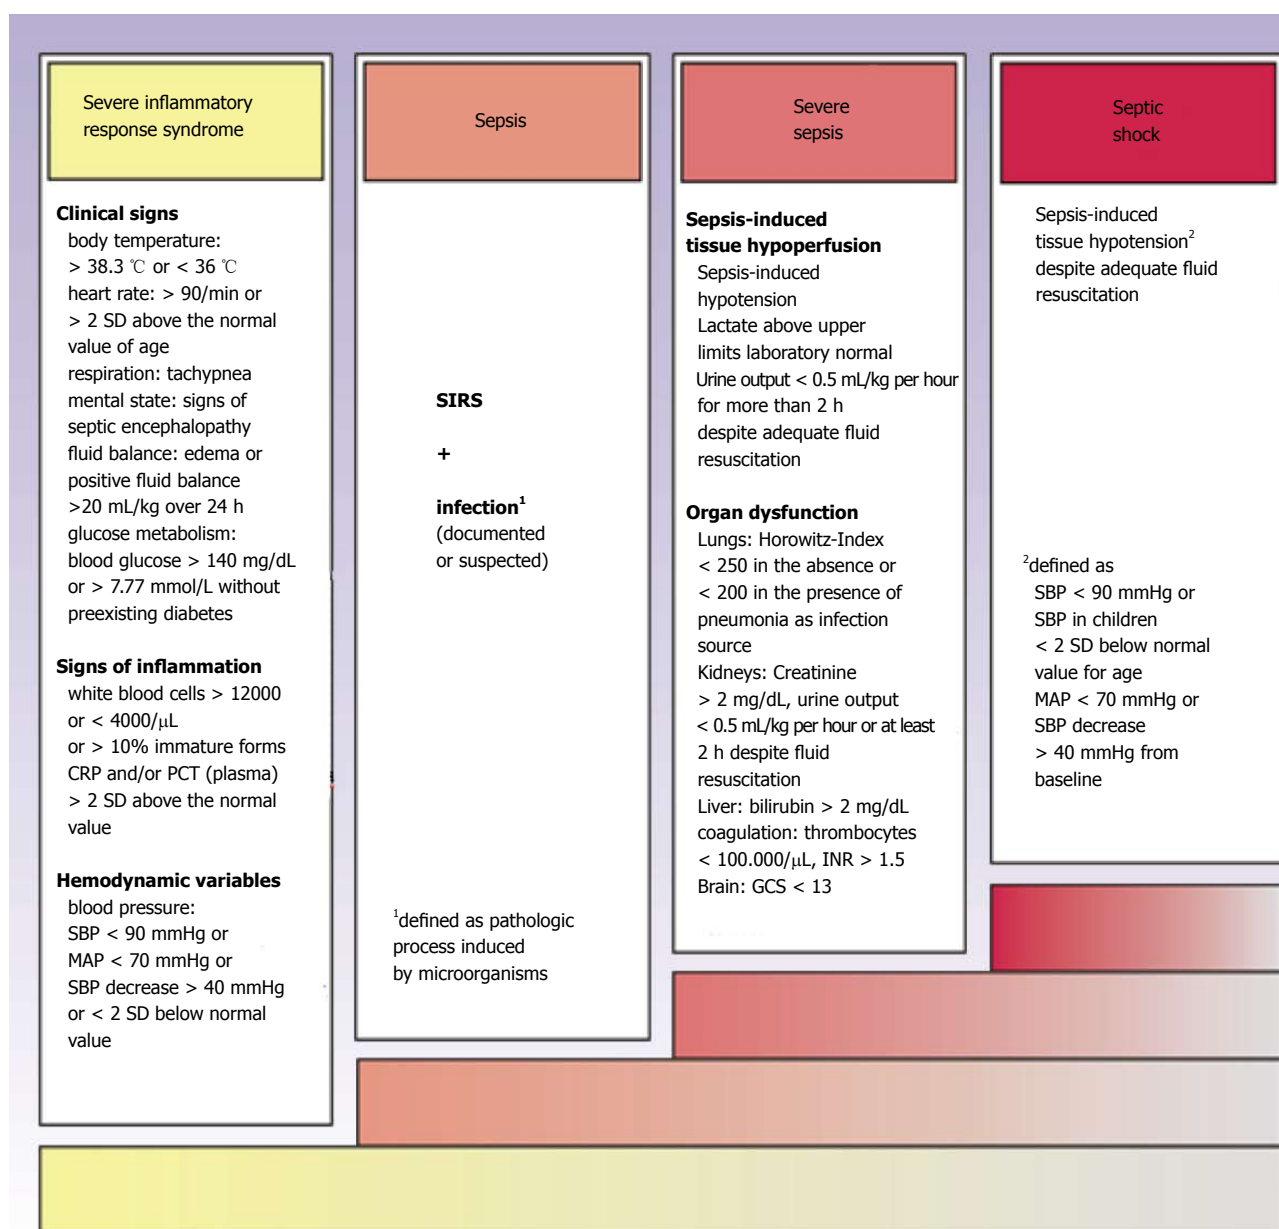 Severe inflammatory
response syndrome
Clinical signs
body temperature:
> 38.3 ℃ or < 36 ℃
heart rate: > 90/min or
> 2 SD above the normal
value of age
respiration: tachypnea
mental state: signs of
septic encephalopathy
fluid balance: edema or
positive fluid balance
>20 mL/kg over 24 h
glucose metabolism:
blood glucose > 140 mg/dL
or > 7.77 mmol/L without
preexisting diabetes
Signs of inflammation
white blood cells > 12000
or < 4000/μL
or > 10% immature forms
CRP and/or PCT (plasma)
> 2 SD above the normal
value
Hemodynamic variables
blood pressure:
SBP < 90 mmHg or
MAP < 70 mmHg or
SBP decrease > 40 mmHg
or < 2 SD below normal
value
Sepsis
SIRS
+
infection¹
(documented
or suspected)
¹defined as pathologic
process induced
by microorganisms
Severe
sepsis
Sepsis-induced
tissue hypoperfusion
Sepsis-induced
hypotension
Lactate above upper
limits laboratory normal
Urine output < 0.5 mL/kg per hour
for more than 2 h
despite adequate fluid
resuscitation
Organ dysfunction
Lungs: Horowitz-Index
< 250 in the absence or
< 200 in the presence of
pneumonia as infection
source
Kidneys: Creatinine
> 2 mg/dL, urine output
< 0.5 mL/kg per hour or at least
2 h despite fluid
resuscitation
Liver: bilirubin > 2 mg/dL
coagulation: thrombocytes
< 100.000/μL, INR > 1.5
Brain: GCS < 13
Septic
shock
Sepsis-induced
tissue hypotension²
despite adequate fluid
resuscitation
²defined as
SBP < 90 mmHg or
SBP in children
< 2 SD below normal
value for age
MAP < 70 mmHg or
SBP decrease
> 40 mmHg from
baseline